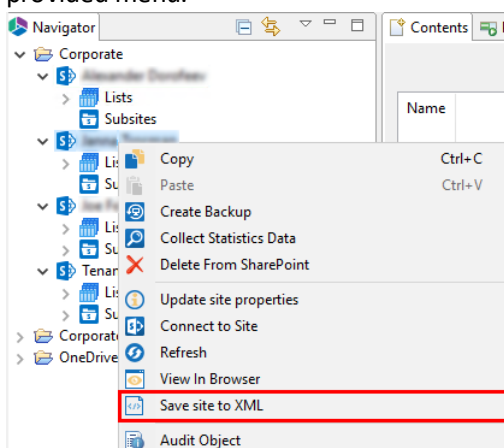 provided menu.
Navigator
Contents
Corporate
Lists
Subsites
Name
Li
Su
Li
Su
Tenan
Li
Su
Corporat
OneDrive
Copy Ctrl+C
Paste Ctrl+V
Create Backup
Collect Statistics Data
Delete From SharePoint
Update site properties
Connect to Site
Refresh
View In Browser
Save site to XML
Audit Object